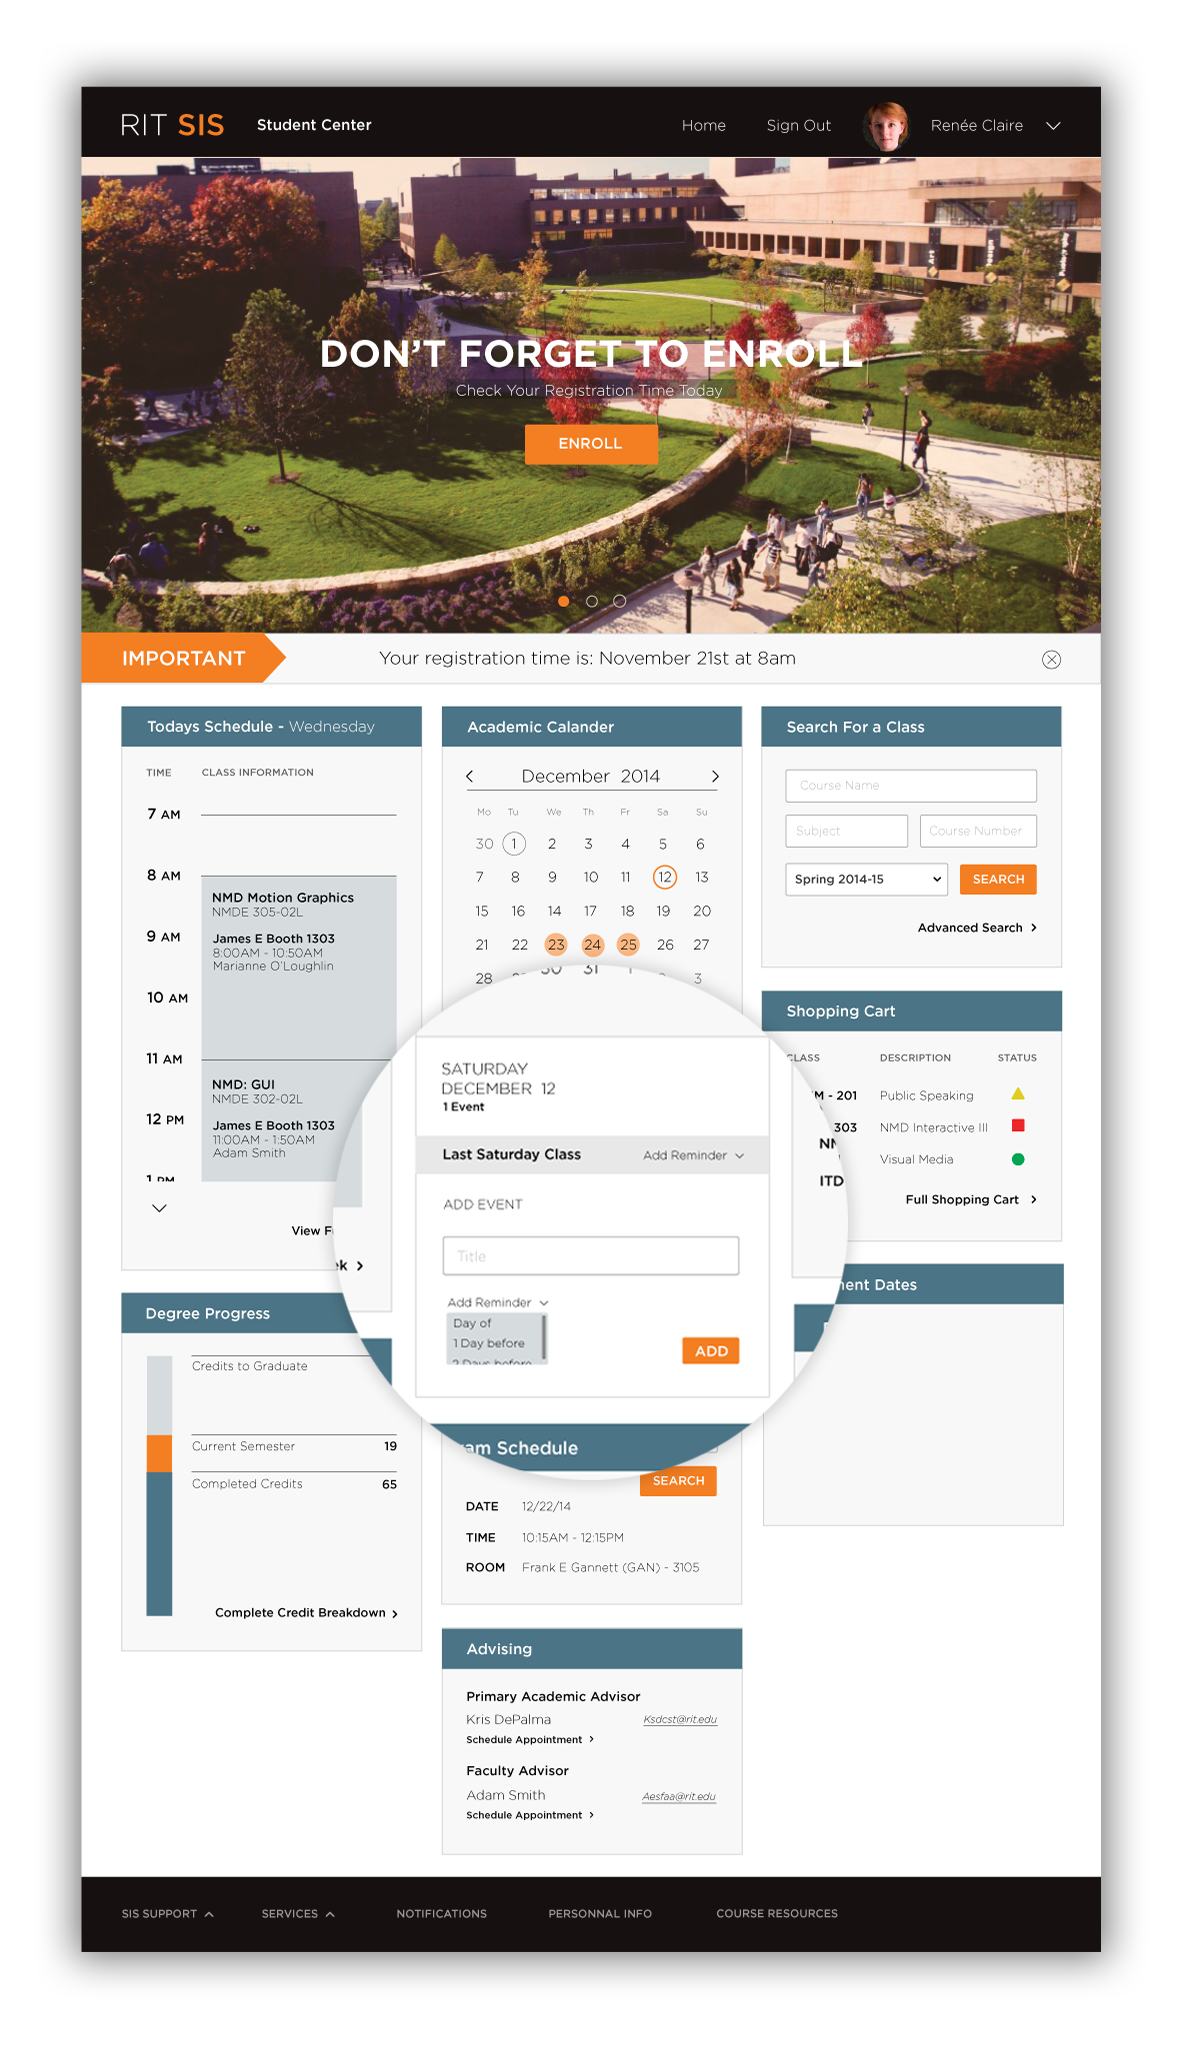 RIT SIS Student Center Home Sign Out Renée Claire
Art
Design
DON'T FORGET TO ENROLL
Check Your Registration Time Today
ENROLL
IMPORTANT Your registration time is: November 21st at 8am
Todays Schedule - Wednesday
TIME CLASS INFORMATION
7 AM
8 AM
NMD Motion Graphics
NMDE 305-02L
9 AM
James E Booth 1303
8:00AM - 10:50AM
Marianne O'Loughlin
10 AM
11 AM
NMD: GUI
NMDE 302-02L
12 PM
James E Booth 1303
11:00AM - 1:50AM
Adam Smith
1 PM
View F
ek >
Degree Progress
Credits to Graduate
Current Semester 19
Completed Credits 65
Complete Credit Breakdown >
Academic Calander
< December 2014 >
Mo Tu We Th Fr Sa Su
30 1 2 3 4 5 6
7 8 9 10 11 12 13
15 16 14 17 18 19 20
21 22 23 24 25 26 27
28
30 31 1
3
SATURDAY
DECEMBER 12
1 Event
Last Saturday Class Add Reminder
ADD EVENT
Title
Add Reminder
Day of
1 Day before
2 Days before
ADD
am Schedule
SEARCH
DATE 12/22/14
TIME 10:15AM - 12:15PM
ROOM Frank E Gannett (GAN) - 3105
Advising
Primary Academic Advisor
Kris DePalma Ksdcst@rit.edu
Schedule Appointment >
Faculty Advisor
Adam Smith Aesfaa@rit.edu
Schedule Appointment >
Search For a Class
Course Name
Subject Course Number
Spring 2014-15 SEARCH
Advanced Search >
Shopping Cart
CLASS DESCRIPTION STATUS
M - 201 Public Speaking
303 NMD Interactive III
NM
Visual Media
ITD
Full Shopping Cart >
ment Dates
SIS SUPPORT SERVICES NOTIFICATIONS PERSONNAL INFO COURSE RESOURCES